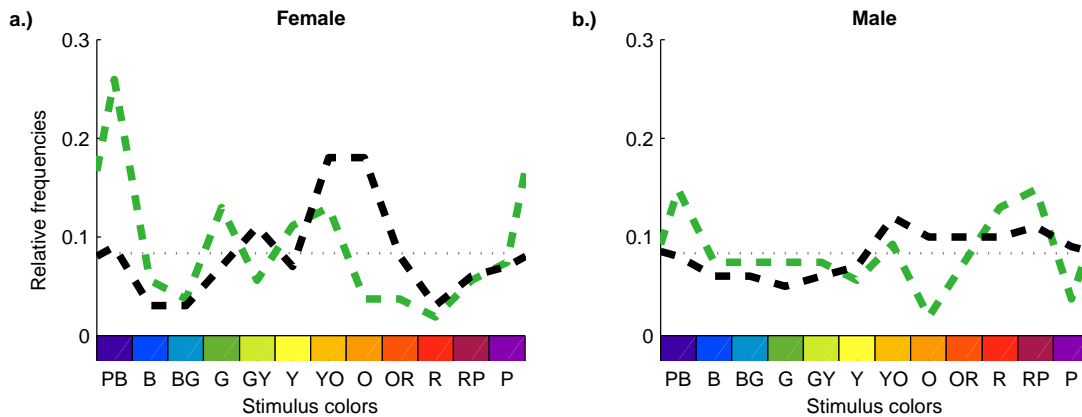 a.) Female
0.3
0.2
0.1
0
Relative frequencies
PB B BG G GY Y YO O OR R RP P
Stimulus colors
b.) Male
0.3
0.2
0.1
0
PB B BG G GY Y YO O OR R RP P
Stimulus colors